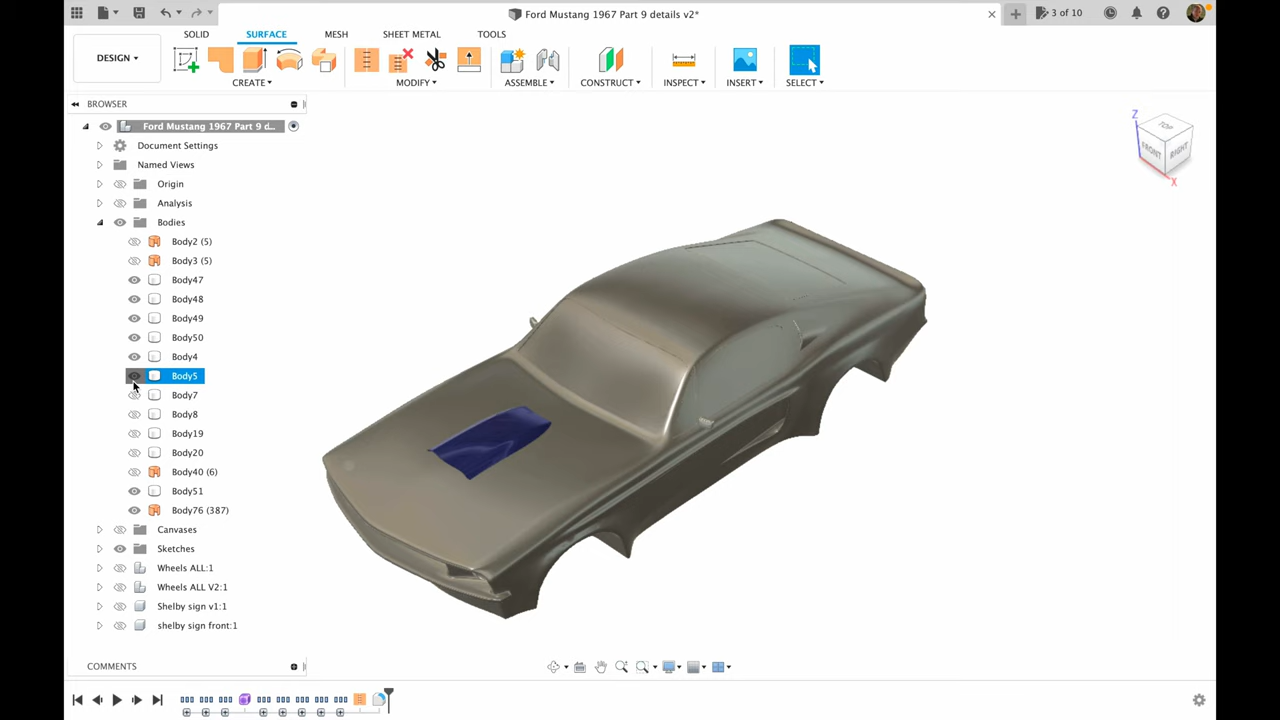 Ford Mustang 1967 Part 9 details v2*
3 of 10
SOLID SURFACE MESH SHEET METAL TOOLS
DESIGN
CREATE MODIFY ASSEMBLE CONSTRUCT INSPECT INSERT SELECT
BROWSER
Ford Mustang 1967 Part 9 d...
Document Settings
Named Views
Origin
Analysis
Bodies
Body2 (5)
Body3 (5)
Body47
Body48
Body49
Body50
Body4
Body5
Body7
Body8
Body19
Body20
Body40 (6)
Body51
Body76 (387)
Canvases
Sketches
Wheels ALL:1
Wheels ALL V2:1
Shelby sign v1:1
shelby sign front:1
COMMENTS
Z
TOP
FRONT RIGHT
X